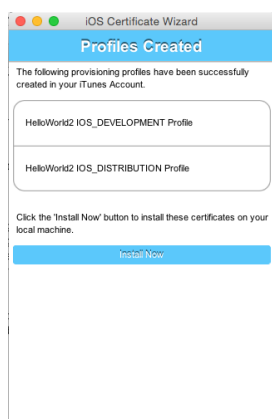 iOS Certificate Wizard
Profiles Created
The following provisioning profiles have been successfully
created in your iTunes Account.
HelloWorld2 IOS_DEVELOPMENT Profile
HelloWorld2 IOS_DISTRIBUTION Profile
Click the 'Install Now' button to install these certificates on your
local machine.
Install Now